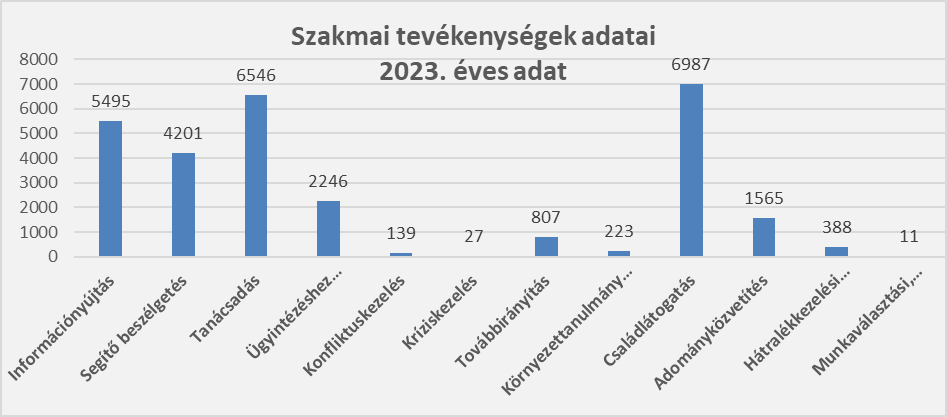 Szakmai tevékenységek adatai
2023. éves adat
8000
7000
6000
5000
4000
3000
2000
1000
0
5495
4201
6546
2246
139
27
807
223
6987
1565
388
11
Információnyújtás
Segítő beszélgetés
Tanácsadás
Ügyintézéshez...
Konfliktuskezelés
Kríziskezelés
Továbbirányítás
Környezettanulmány...
Családlátogatás
Adományközvetítés
Hátralékkezelési...
Munkaválasztási,...